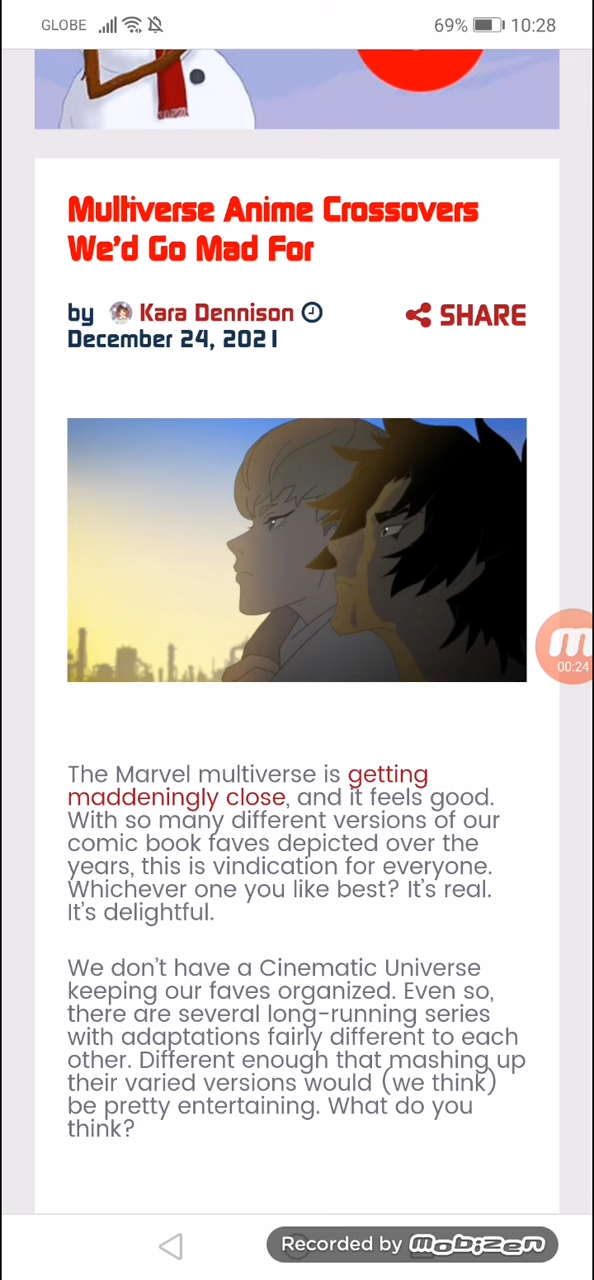 GLOBE 69% 10:28
Multiverse Anime Crossovers
We'd Go Mad For
by Kara Dennison
December 24, 2021
SHARE
00:24
The Marvel multiverse is getting
maddeningly close, and it feels good.
With so many different versions of our
comic book faves depicted over the
years, this is vindication for everyone.
Whichever one you like best? It's real.
It's delightful.
We don't have a Cinematic Universe
keeping our faves organized. Even so,
there are several long-running series
with adaptations fairly different to each
other. Different enough that mashing up
their varied versions would (we think)
be pretty entertaining. What do you
think?
Recorded by mobizen